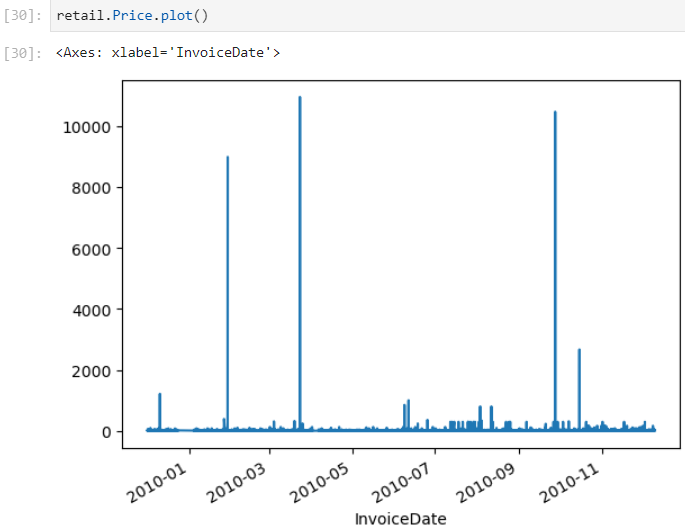 [30]: retail.Price.plot()
[30]: <Axes: xlabel='InvoiceDate'>
10000
8000
6000
4000
2000
0
2010-01 2010-03 2010-05 2010-07 2010-09 2010-11
InvoiceDate